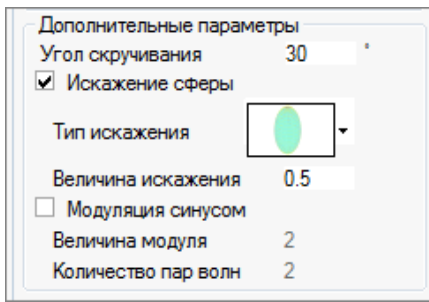 Дополнительные параметры
Угол скручивания 30 °
Искажение сферы
Тип искажения
Величина искажения 0.5
Модуляция синусом
Величина модуля 2
Количество пар волн 2